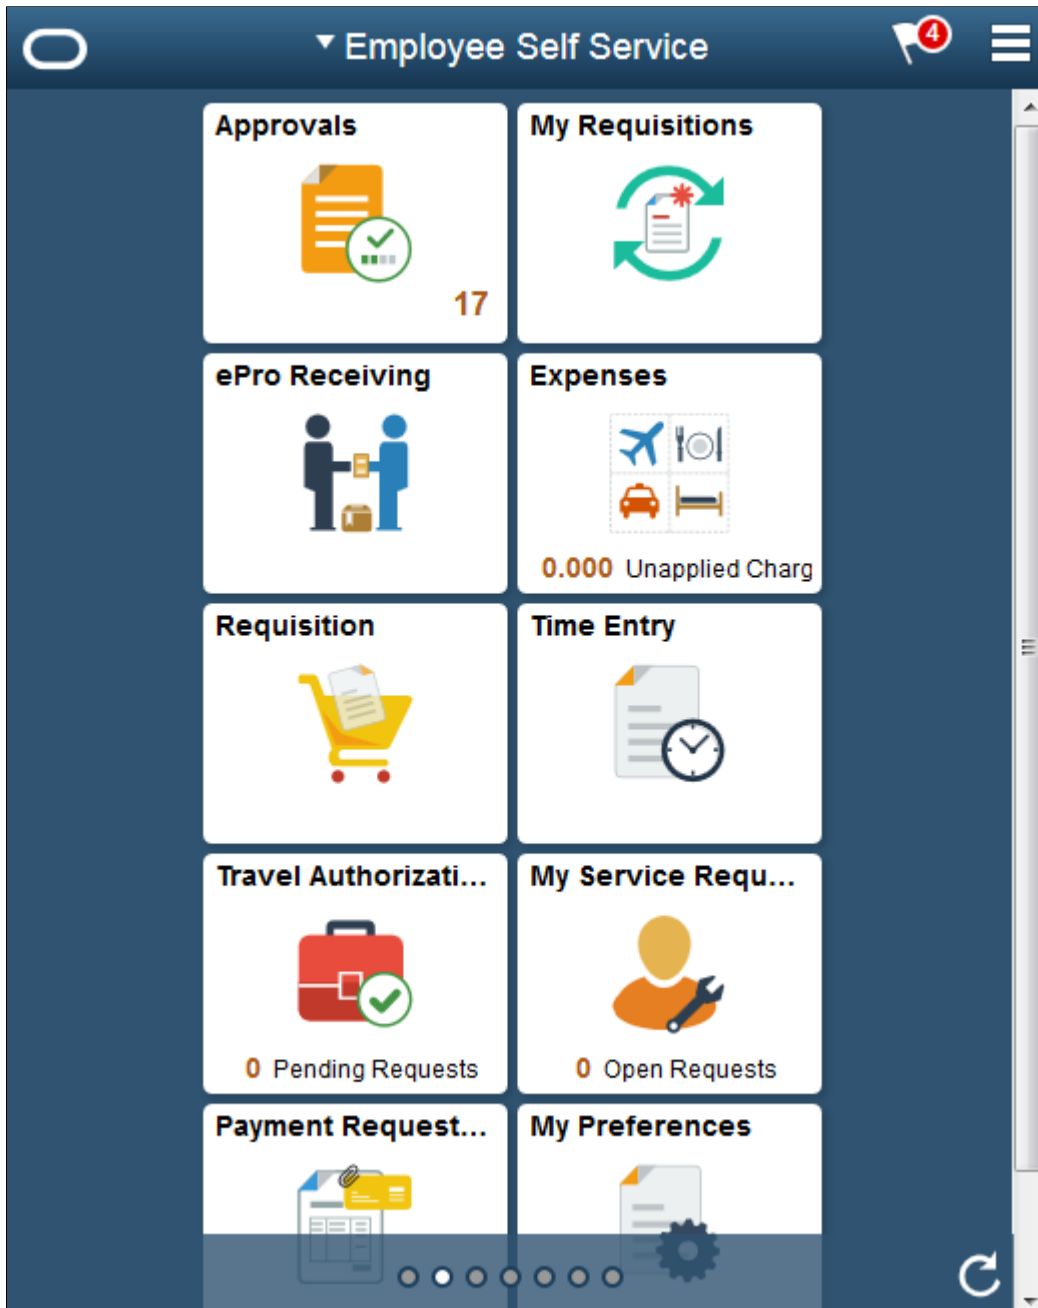 Employee Self Service
4
Approvals
17
My Requisitions
ePro Receiving
Expenses
0.000 Unapplied Charg
Requisition
Time Entry
Travel Authorizati...
0 Pending Requests
My Service Requ...
0 Open Requests
Payment Request...
My Preferences